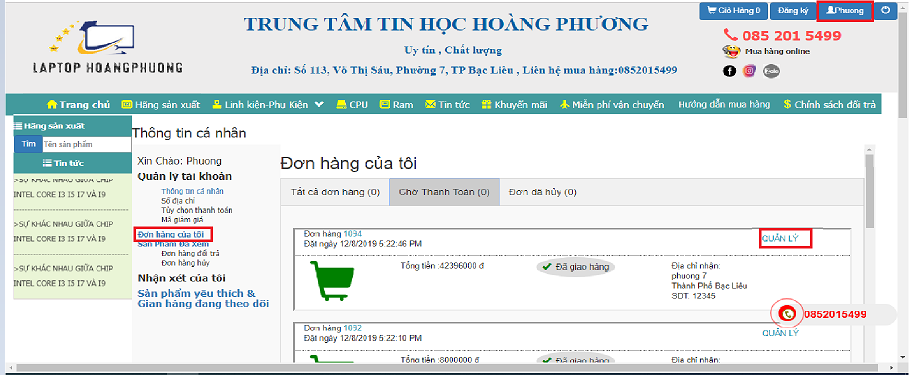 Giỏ Hàng 0
Đăng ký
Phương
LAPTOP HOANGPHUONG
TRUNG TÂM TIN HỌC HOÀNG PHƯƠNG
Uy tín , Chất lượng
Địa chỉ: Số 113, Võ Thị Sáu, Phường 7, TP Bạc Liêu , Liên hệ mua hàng:0852015499
085 201 5499
Mua hàng online
Zalo
Trang chủ
Hãng sản xuất
Linh kiện-Phụ Kiện
CPU
Ram
Tin tức
Khuyến mãi
Miễn phí vận chuyển
Hướng dẫn mua hàng
Chính sách đổi trả
Hãng sản xuất
Tìm
Tên sản phẩm
Tin tức
>SỰ KHÁC NHAU GIỮA CHIP
INTEL CORE I3 I5 I7 VÀ I9
>SỰ KHÁC NHAU GIỮA CHIP
INTEL CORE I3 I5 I7 VÀ I9
>SỰ KHÁC NHAU GIỮA CHIP
INTEL CORE I3 I5 I7 VÀ I9
Thông tin cá nhân
Xin Chào: Phuong
Quản lý tài khoản
Thông tin cá nhân
Số địa chỉ
Tùy chọn thanh toán
Mã giảm giá
Đơn hàng của tôi
Sản Phẩm Đã Xem
Đơn hàng đổi trả
Đơn hàng hủy
Nhận xét của tôi
Sản phẩm yêu thích &
Gian hàng đang theo dõi
Đơn hàng của tôi
Tất cả đơn hàng (0)
Chờ Thanh Toán (0)
Đơn đã hủy (0)
Đơn hàng 1094
Đặt ngày 12/8/2019 5:22:46 PM
QUẢN LÝ
Tổng tiền :42396000 đ
Đã giao hàng
Địa chỉ nhận:
phuong 7
Thành Phố Bạc Liêu
SDT. 12345
0852015499
Đơn hàng 1092
Đặt ngày 12/8/2019 5:22:10 PM
QUẢN LÝ
Tổng tiền :8000000 đ
Đã giao hàng
Địa chỉ nhận: